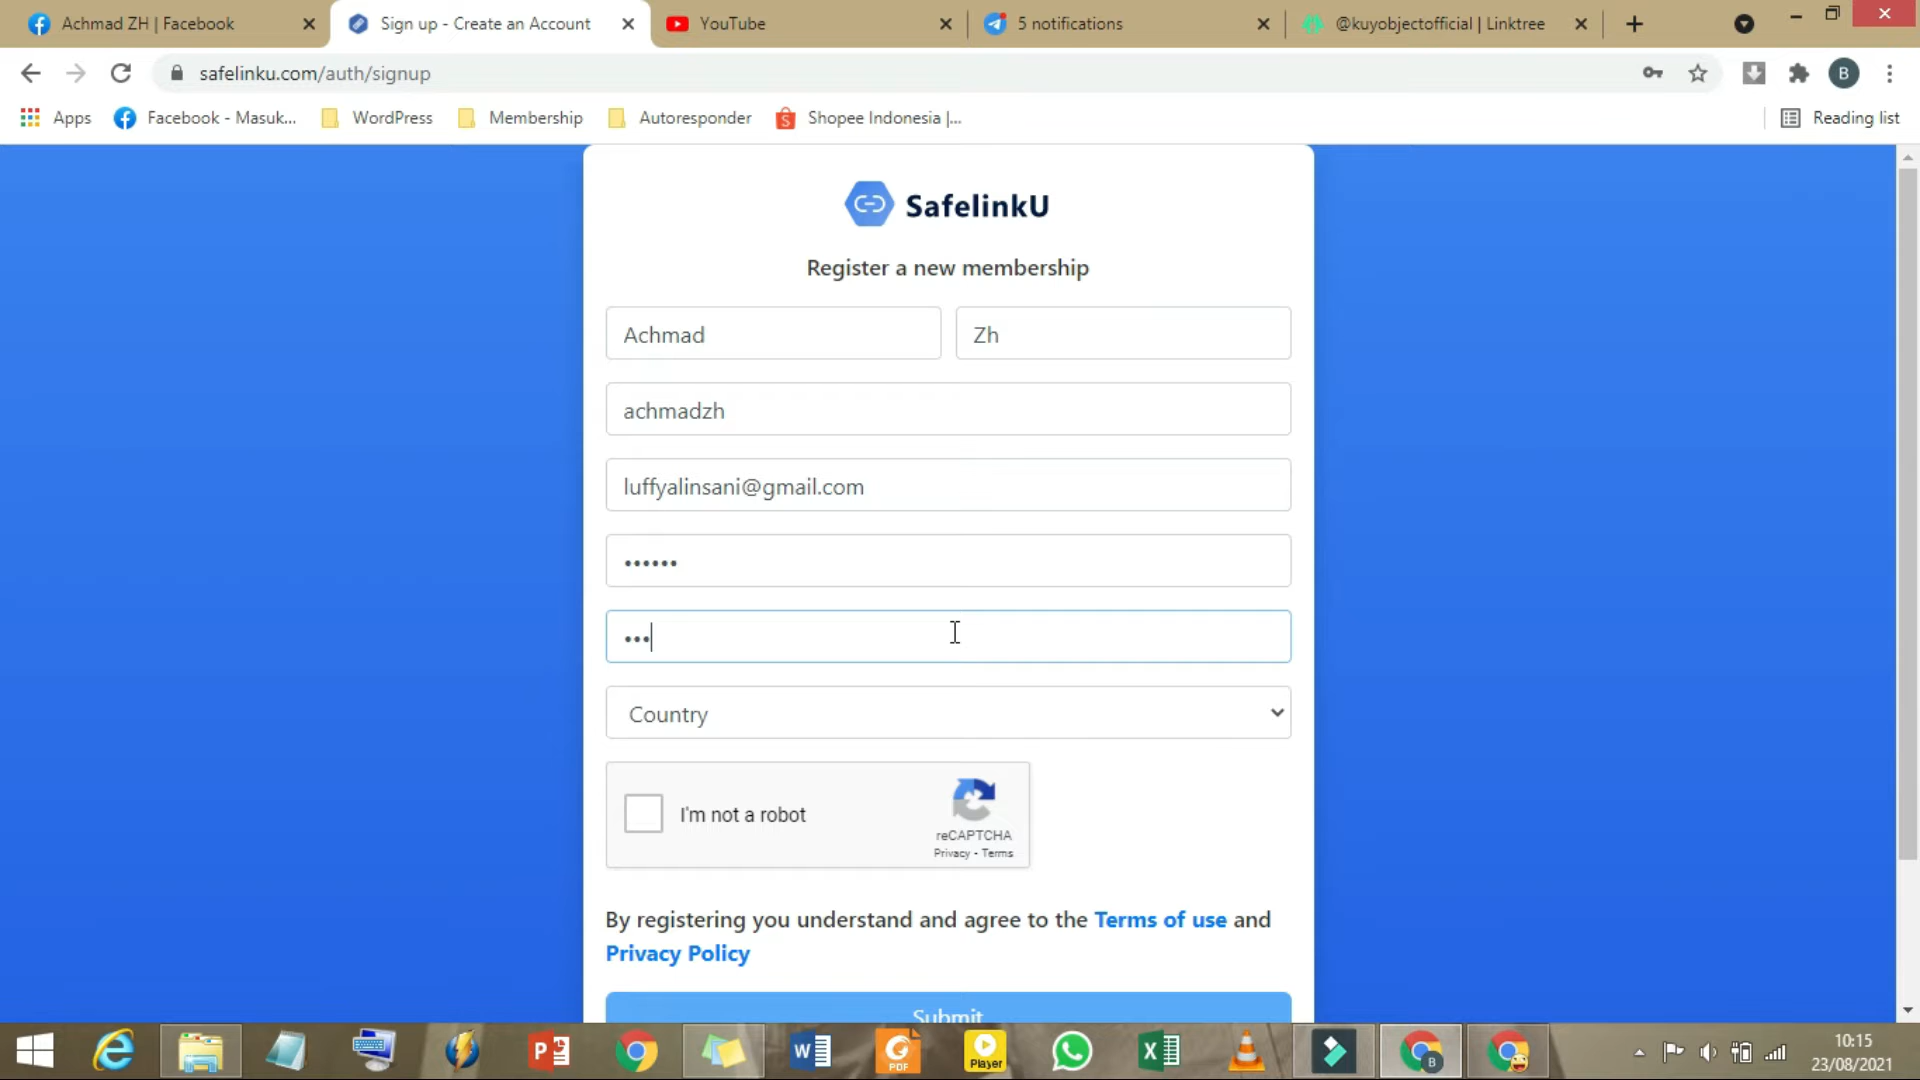 Achmad ZH | Facebook
Sign up - Create an Account
YouTube
5 notifications
@kuyobjectofficial | Linktree
safelinku.com/auth/signup
B
Apps
Facebook - Masuk...
WordPress
Membership
Autoresponder
Shopee Indonesia |...
Reading list
SafelinkU
Register a new membership
Achmad
Zh
achmadzh
luffyalinsani@gmail.com
••••••
•••
Country
I'm not a robot
reCAPTCHA
Privacy - Terms
By registering you understand and agree to the Terms of use and
Privacy Policy
Submit
PDF
Player
B
10:15
23/08/2021